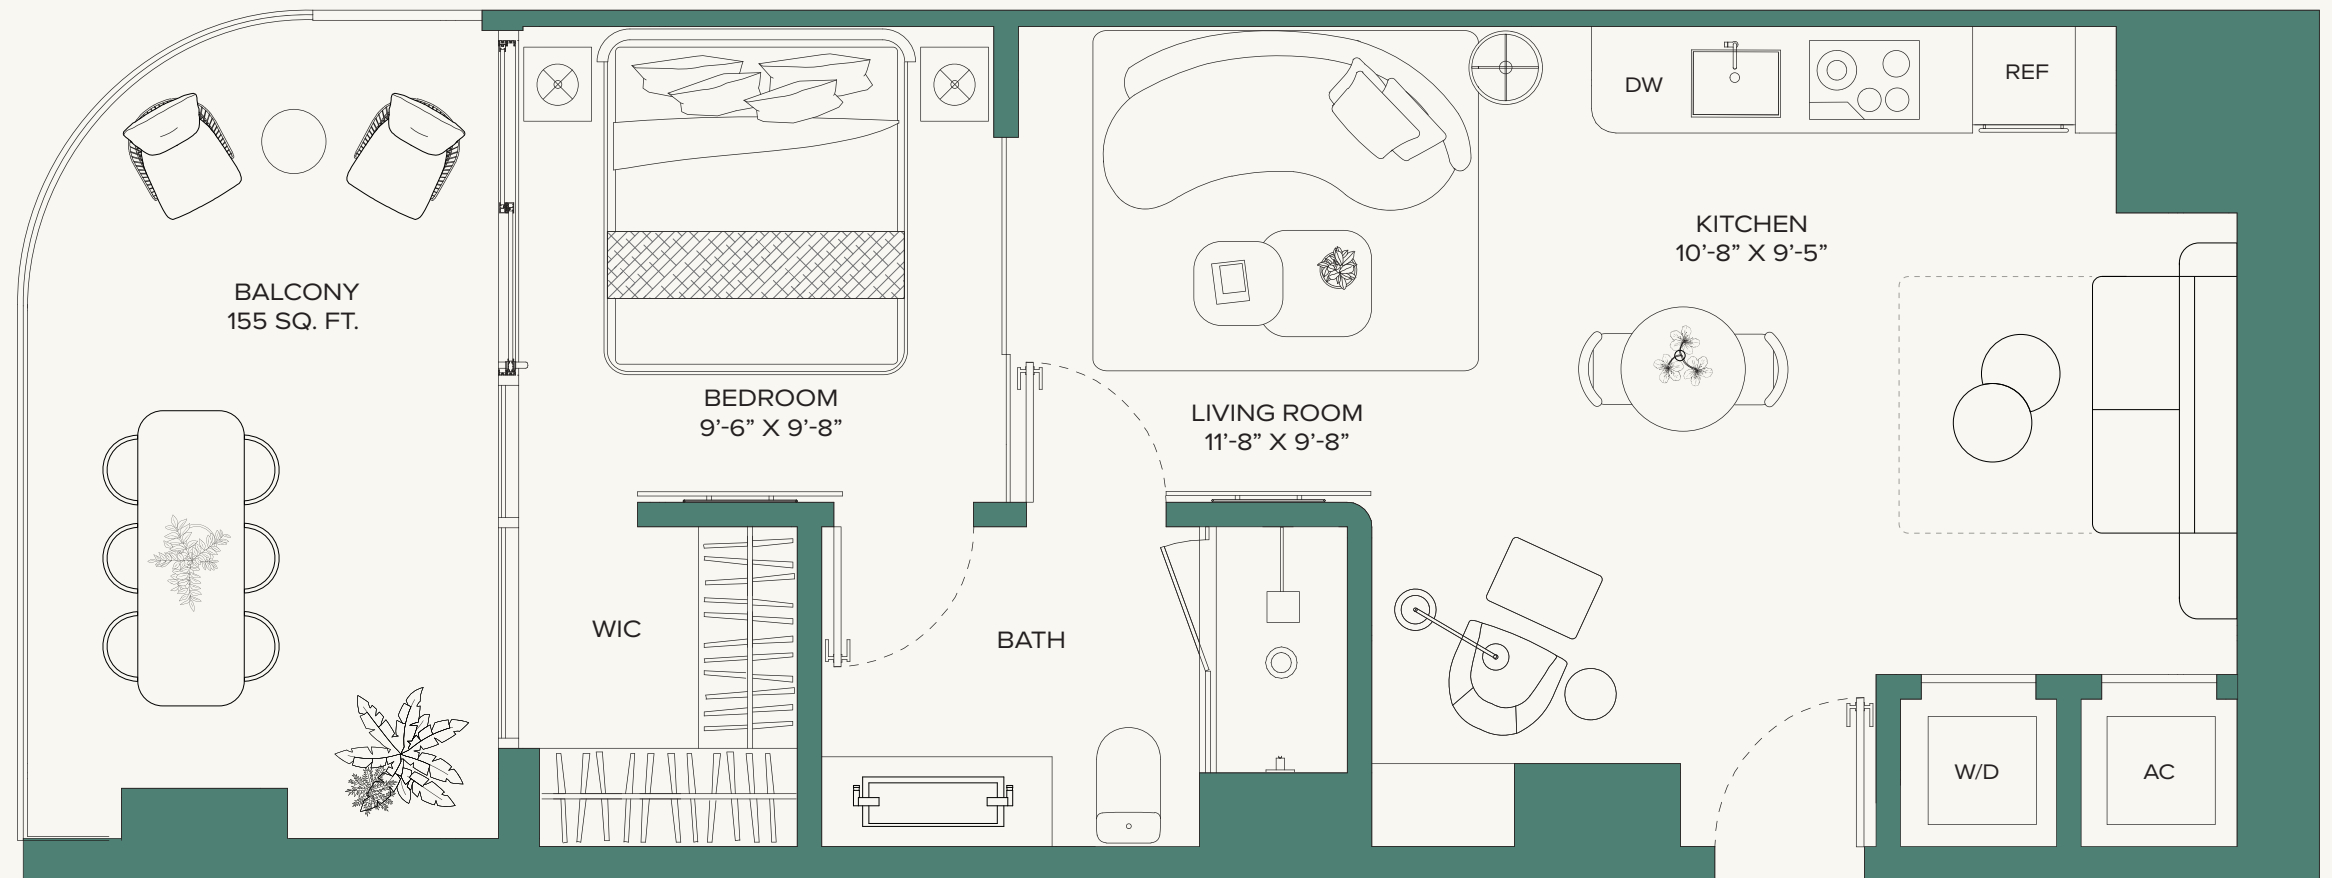 DW
REF
KITCHEN
10’-8” X 9’-5”
BALCONY
155 SQ. FT.
BEDROOM
9’-6” X 9’-8”
LIVING ROOM
11’-8” X 9’-8”
WIC
BATH
W/D
AC